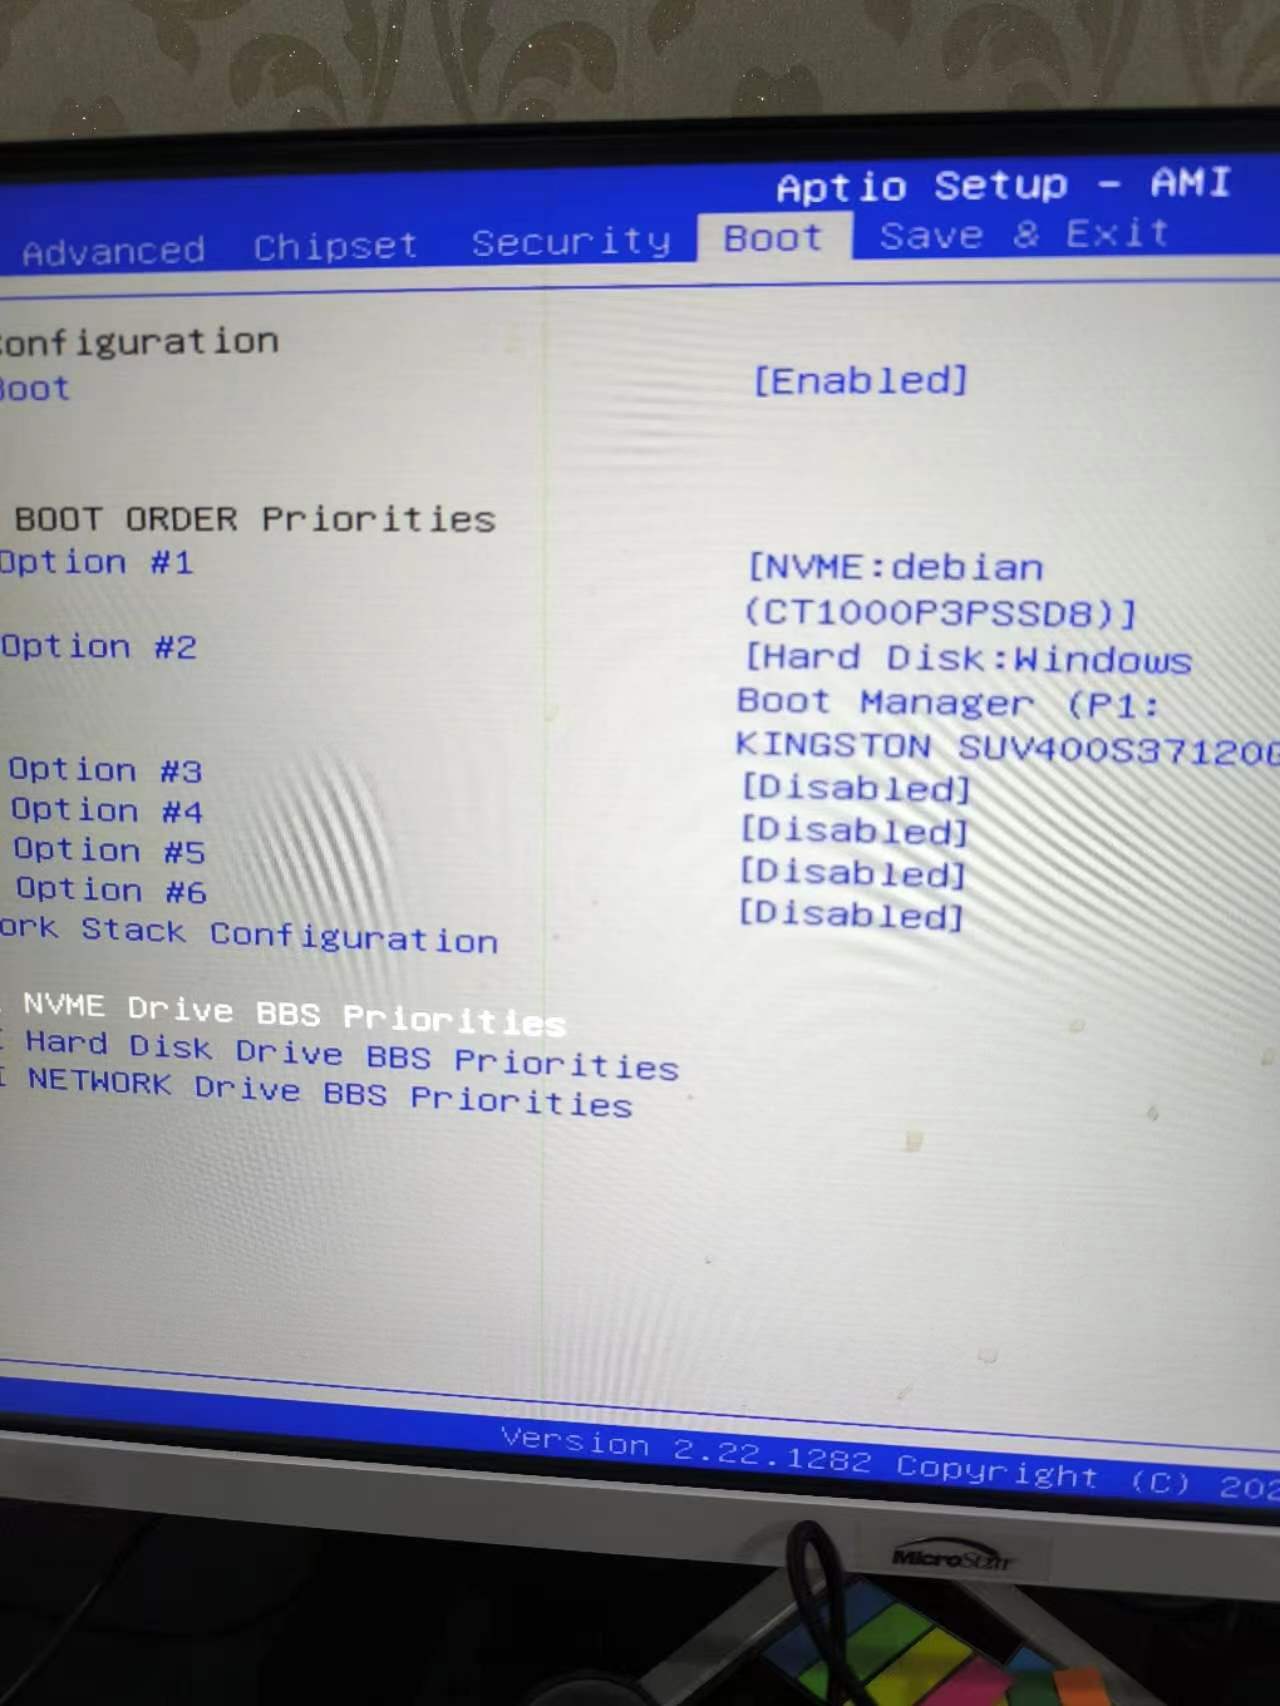 Aptio Setup - AMI
Advanced Chipset Security Boot Save & Exit
Configuration
Boot [Enabled]
BOOT ORDER Priorities
Option #1 [NVME:debian
(CT1000P3PSSD8)]
Option #2 [Hard Disk:Windows
Boot Manager (P1:
KINGSTON SUV400S37120G
Option #3 [Disabled]
Option #4 [Disabled]
Option #5 [Disabled]
Option #6 [Disabled]
ork Stack Configuration
NVME Drive BBS Priorities
Hard Disk Drive BBS Priorities
I NETWORK Drive BBS Priorities
Version 2.22.1282 Copyright (C) 202
MicroStar